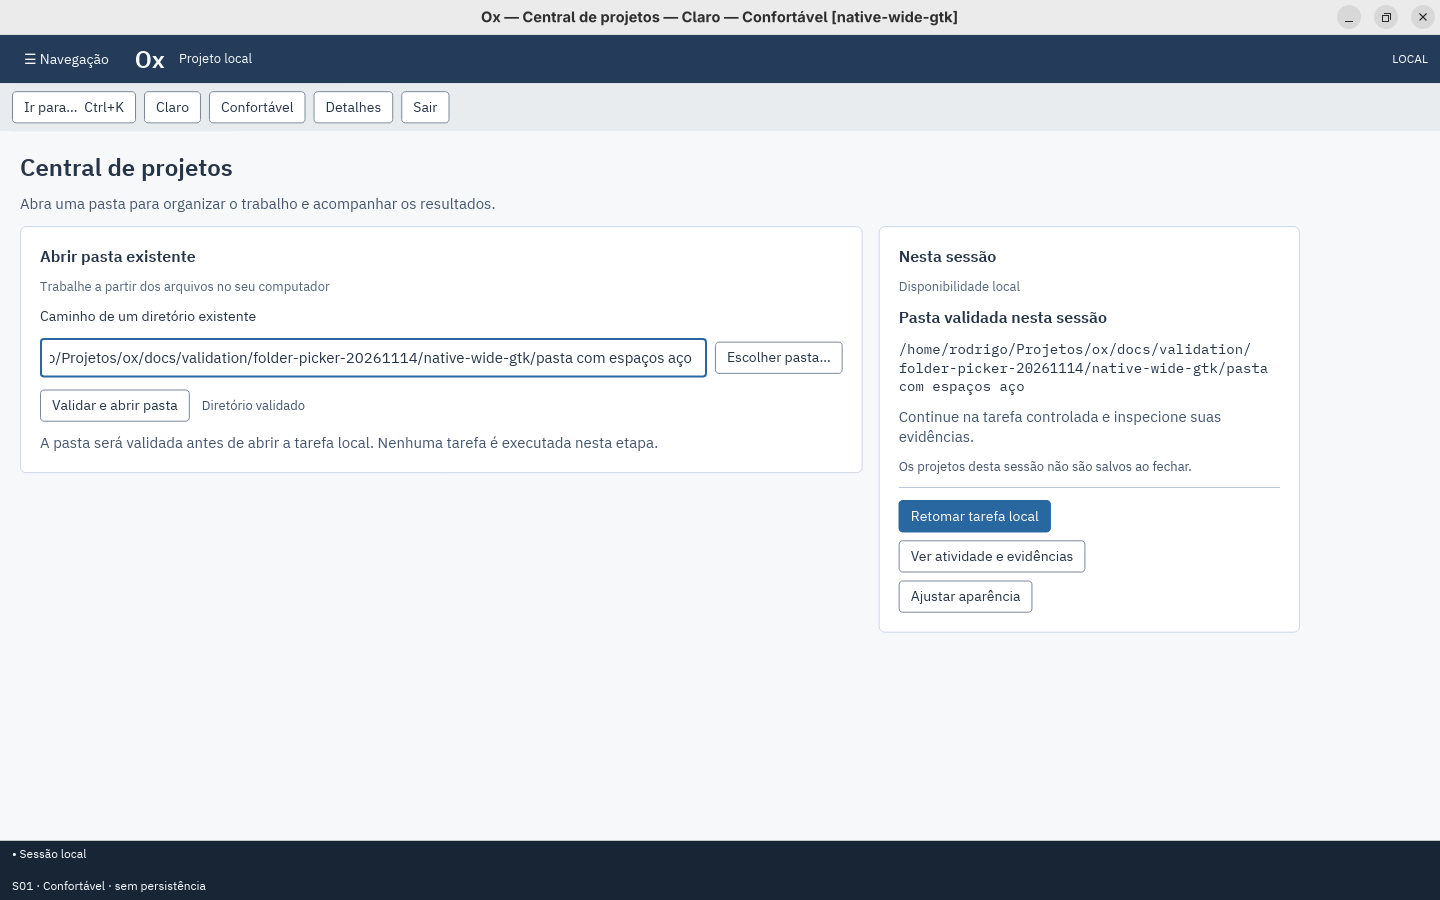 Ox — Central de projetos — Claro — Confortável [native-wide-gtk]
☰ Navegação
Ox
Projeto local
LOCAL
Ir para... Ctrl+K
Claro
Confortável
Detalhes
Sair
Central de projetos
Abra uma pasta para organizar o trabalho e acompanhar os resultados.
Abrir pasta existente
Trabalhe a partir dos arquivos no seu computador
Caminho de um diretório existente
o/Projetos/ox/docs/validation/folder-picker-20261114/native-wide-gtk/pasta com espaços aço
Escolher pasta...
Validar e abrir pasta
Diretório validado
A pasta será validada antes de abrir a tarefa local. Nenhuma tarefa é executada nesta etapa.
Nesta sessão
Disponibilidade local
Pasta validada nesta sessão
/home/rodrigo/Projetos/ox/docs/validation/
folder-picker-20261114/native-wide-gtk/pasta
com espaços aço
Continue na tarefa controlada e inspecione suas
evidências.
Os projetos desta sessão não são salvos ao fechar.
Retomar tarefa local
Ver atividade e evidências
Ajustar aparência
• Sessão local
S01 · Confortável · sem persistência